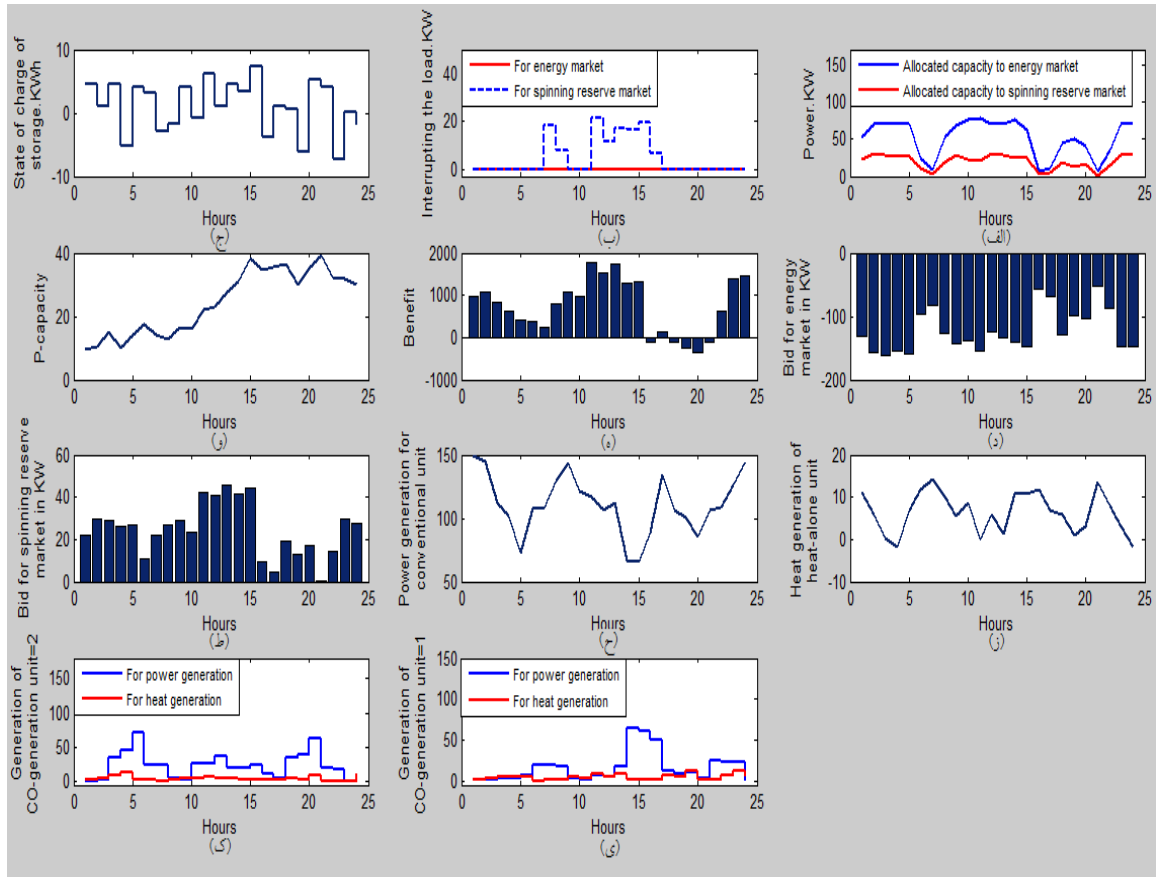 State of charge of
storage.KWh
10
0
-10
0 5 10 15 20 25
Hours
(ج)
Interrupting the load.KW
For energy market
For spinning reserve market
40
20
0
0 5 10 15 20 25
Hours
(ب)
Power.KW
Allocated capacity to energy market
Allocated capacity to spinning reserve market
150
100
50
0
0 5 10 15 20 25
Hours
(الف)
P-capacity
40
20
0
0 5 10 15 20 25
Hours
(و)
Benefit
2000
1000
0
-1000
0 5 10 15 20 25
Hours
(ه)
Bid for energy
market in KW
0
-100
-200
0 5 10 15 20 25
Hours
(د)
Bid for spinning reserve
market in KW
60
40
20
0
0 5 10 15 20 25
Hours
(ط)
Power generation for
conventional unit
150
100
50
0 5 10 15 20 25
Hours
(ح)
Heat generation of
heat-alone unit
20
10
0
-10
0 5 10 15 20 25
Hours
(ز)
Generation of
CO-generation unit=2
For power generation
For heat generation
150
100
50
0
0 5 10 15 20 25
Hours
(ک)
Generation of
CO-generation unit=1
For power generation
For heat generation
150
100
50
0
0 5 10 15 20 25
Hours
(ی)